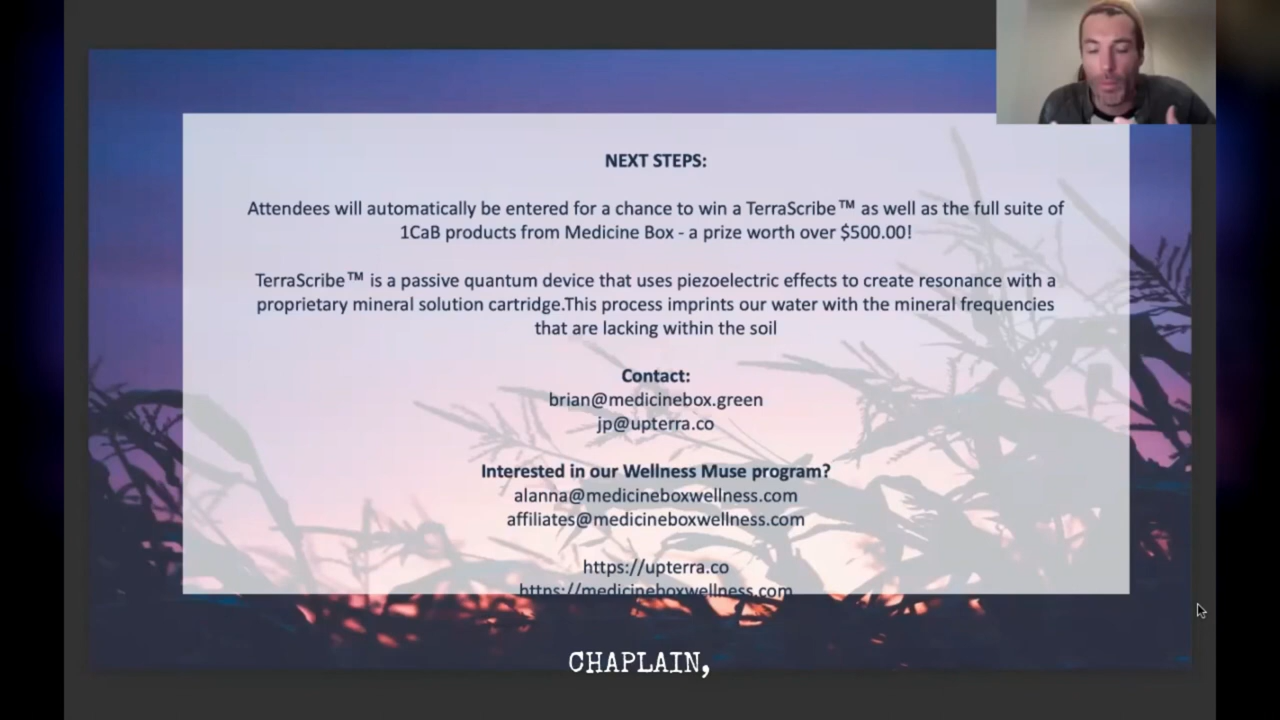 NEXT STEPS:
Attendees will automatically be entered for a chance to win a TerraScribe™ as well as the full suite of
1CaB products from Medicine Box - a prize worth over $500.00!
TerraScribe™ is a passive quantum device that uses piezoelectric effects to create resonance with a
proprietary mineral solution cartridge.This process imprints our water with the mineral frequencies
that are lacking within the soil
Contact:
brian@medicinebox.green
jp@upterra.co
Interested in our Wellness Muse program?
alanna@medicineboxwellness.com
affiliates@medicineboxwellness.com
https://upterra.co
https://medicineboxwellness.com
CHAPLAIN,